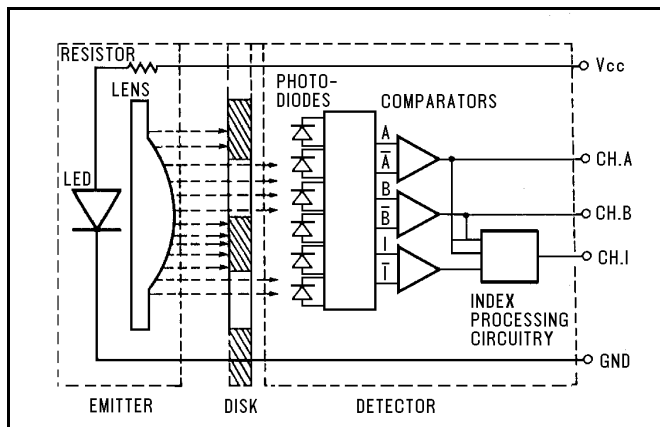 RESISTOR
LENS
LED
PHOTO-
DIODES
COMPARATORS
A
A̅
B
B̅
I
I̅
Vcc
CH.A
CH.B
CH.I
INDEX
PROCESSING
CIRCUITRY
GND
EMITTER
DISK
DETECTOR